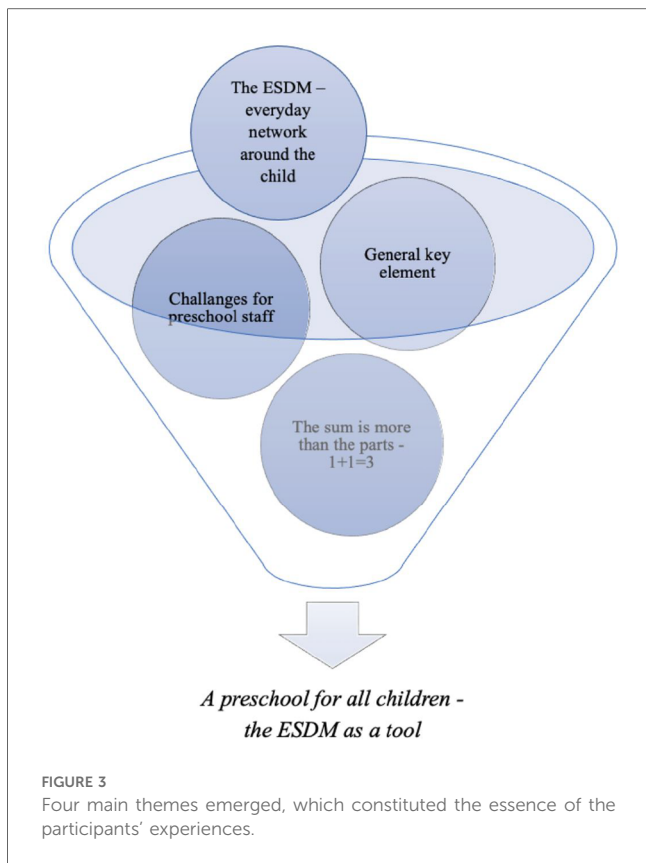 The ESDM –
everyday
network
around the
child
General key
element
Challanges for
preschool staff
The sum is more
than the parts -
1+1=3
A preschool for all children -
the ESDM as a tool
FIGURE 3
Four main themes emerged, which constituted the essence of the
participants’ experiences.